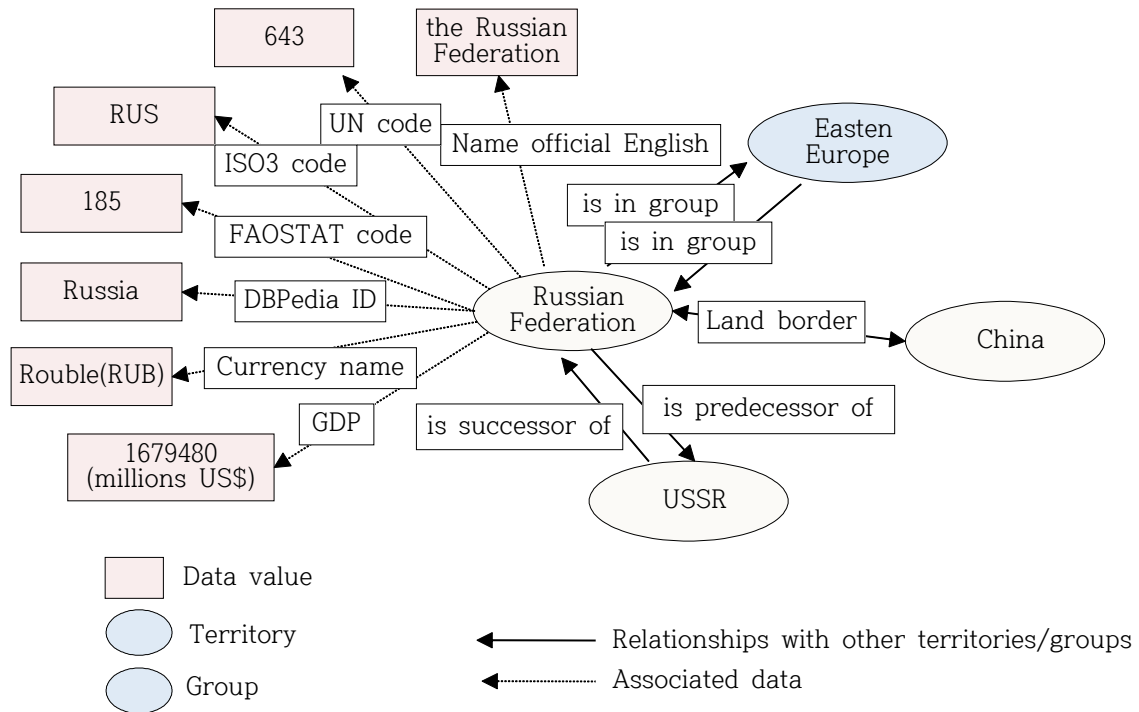 643
the Russian
Federation
RUS
UN code
Name official English
Easten
Europe
ISO3 code
185
is in group
FAOSTAT code
is in group
Russia
DBPedia ID
Russian
Federation
Land border
China
Rouble(RUB)
Currency name
GDP
is successor of
is predecessor of
1679480
(millions US$)
USSR
Data value
Territory
Relationships with other territories/groups
Group
Associated data